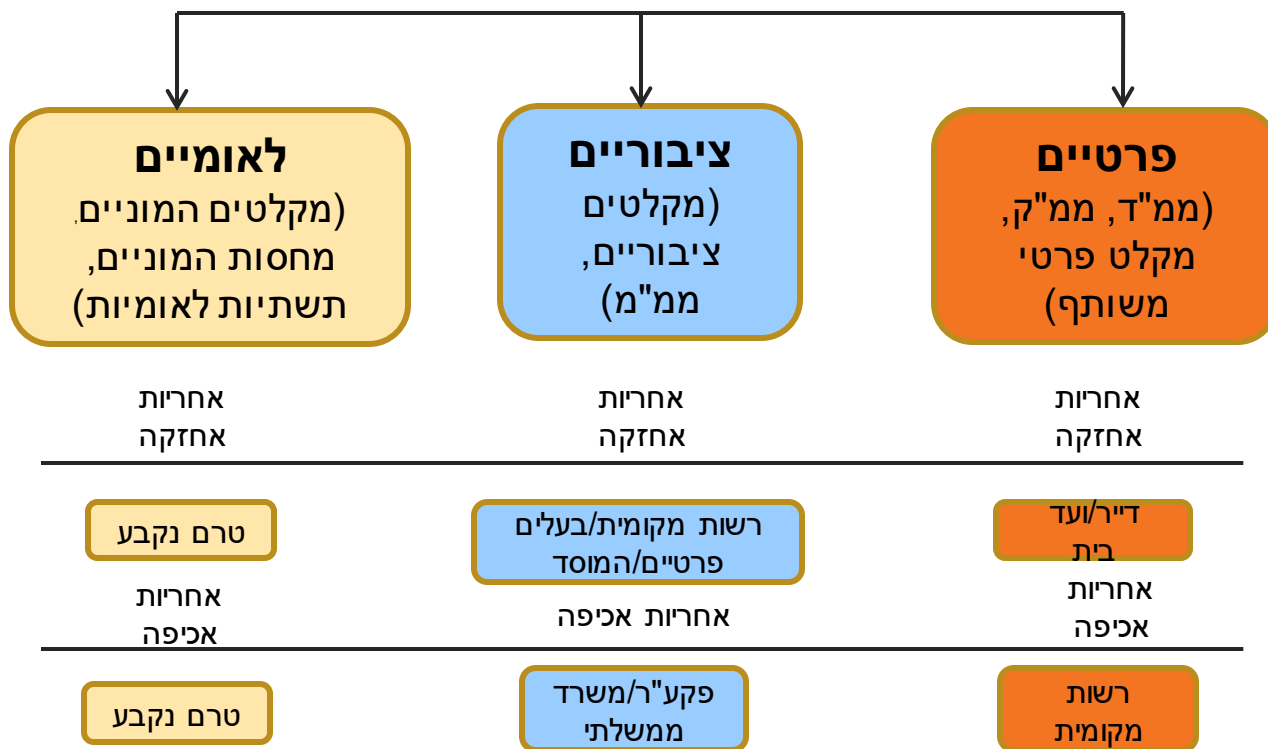 פרטיים
(ממ"ד, ממ"ק,
מקלט פרטי
משותף)
ציבוריים
(מקלטים
ציבוריים,
ממ"מ)
לאומיים
(מקלטים המוניים,
מחסות המוניים,
תשתיות לאומיות)
אחריות
אחזקה
אחריות
אחזקה
אחריות
אחזקה
דייר/ועד
בית
רשות מקומית/בעלים
פרטיים/המוסד
טרם נקבע
אחריות
אכיפה
אחריות אכיפה
אחריות
אכיפה
רשות
מקומית
פקע"ר/משרד
ממשלתי
טרם נקבע